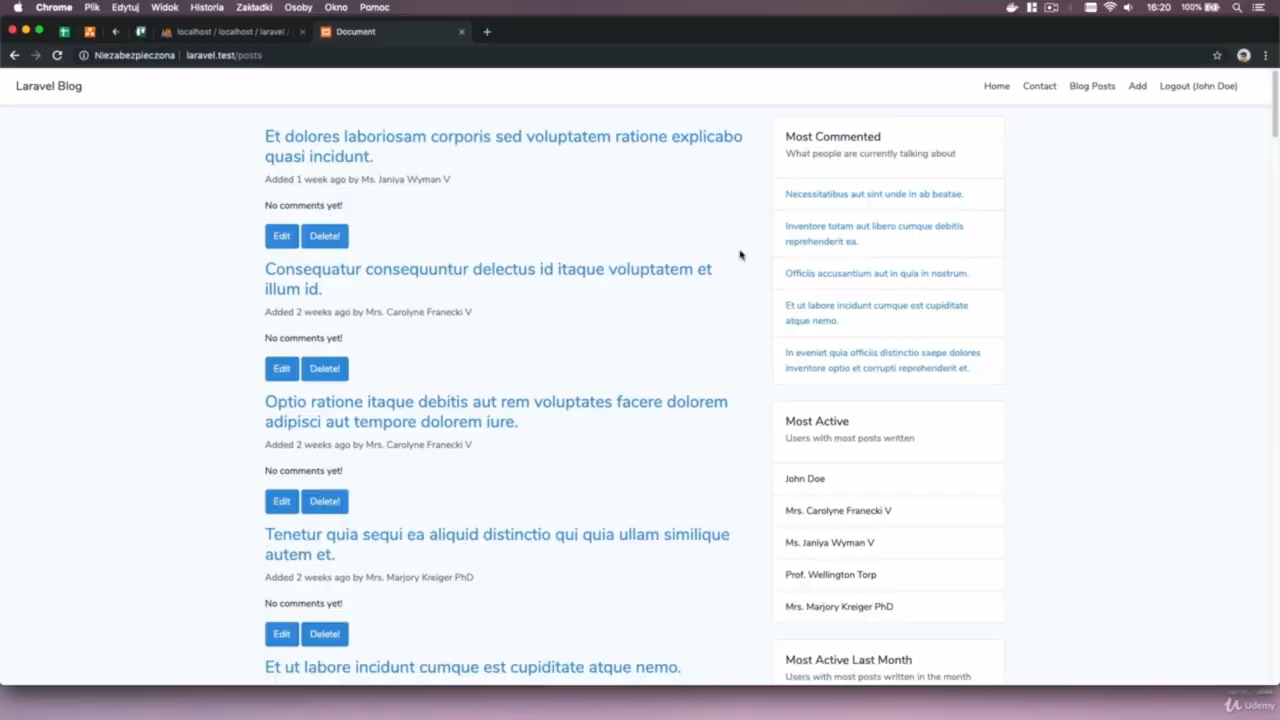 Chrome Plik Edytuj Widok Historia Zakładki Osoby Okno Pomoc 16:20 100%
localhost / localhost / laravel / Document
Niezabezpieczona laravel.test/posts
Laravel Blog Home Contact Blog Posts Add Logout (John Doe)
Et dolores laboriosam corporis sed voluptatem ratione explicabo
quasi incidunt.
Added 1 week ago by Ms. Janiya Wyman V
No comments yet!
Edit Delete!
Consequatur consequuntur delectus id itaque voluptatem et
illum id.
Added 2 weeks ago by Mrs. Carolyne Franecki V
No comments yet!
Edit Delete!
Optio ratione itaque debitis aut rem voluptates facere dolorem
adipisci aut tempore dolorem iure.
Added 2 weeks ago by Mrs. Carolyne Franecki V
No comments yet!
Edit Delete!
Tenetur quia sequi ea aliquid distinctio qui quia ullam similique
autem et.
Added 2 weeks ago by Mrs. Marjory Kreiger PhD
No comments yet!
Edit Delete!
Et ut labore incidunt cumque est cupiditate atque nemo.
Most Commented
What people are currently talking about
Necessitatibus aut sint unde in ab beatae.
Inventore totam aut libero cumque debitis
reprehenderit ea.
Officiis accusantium aut in quia in nostrum.
Et ut labore incidunt cumque est cupiditate
atque nemo.
In eveniet quia officiis distinctio saepe dolores
inventore optio et corrupti reprehenderit et.
Most Active
Users with most posts written
John Doe
Mrs. Carolyne Franecki V
Ms. Janiya Wyman V
Prof. Wellington Torp
Mrs. Marjory Kreiger PhD
Most Active Last Month
Users with most posts written in the month
Udemy